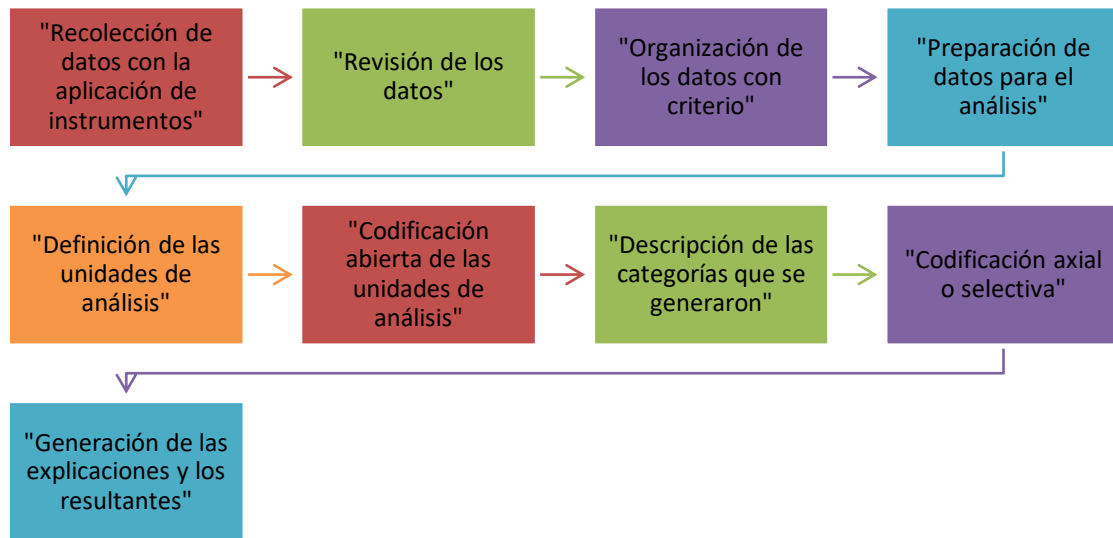 "Recolección de
datos con la
aplicación de
instrumentos"
"Revisión de los
datos"
"Organización de
los datos con
criterio"
"Preparación de
datos para el
análisis"
"Definición de las
unidades de
análisis"
"Codificación
abierta de las
unidades de
análisis"
"Descripción de las
categorías que se
generaron"
"Codificación axial
o selectiva"
"Generación de las
explicaciones y los
resultantes"